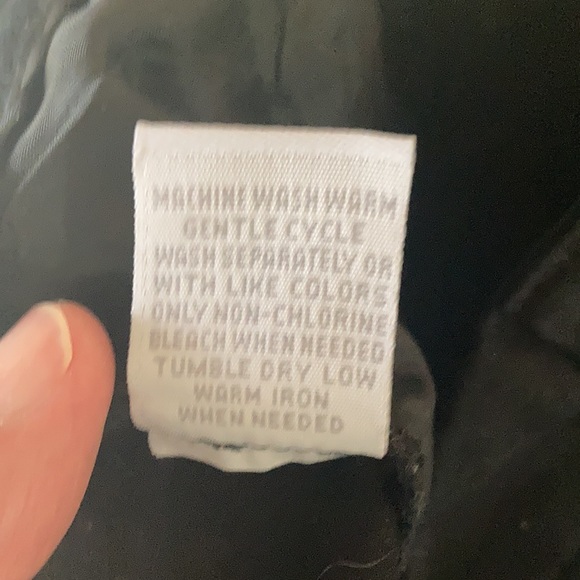 MACHINE WASH WARM
GENTLE CYCLE
WASH SEPARATELY OR
WITH LIKE COLORS
ONLY NON-CHLORINE
BLEACH WHEN NEEDED
TUMBLE DRY LOW
WARM IRON
WHEN NEEDED